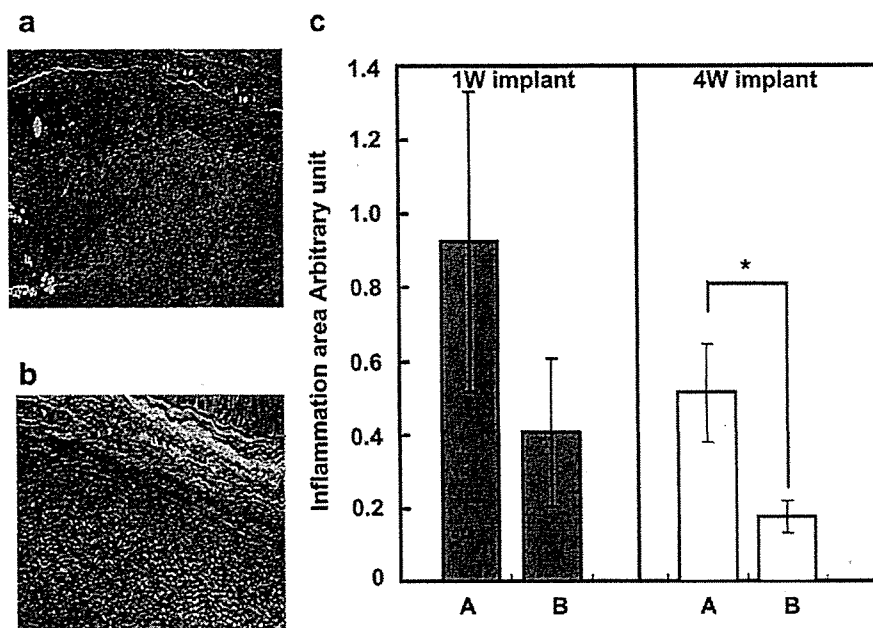 a
c
b
1W implant
4W implant
Inflammation area Arbitrary unit
1.4
1.2
1.0
0.8
0.6
0.4
0.2
0
*
A
B
A
B